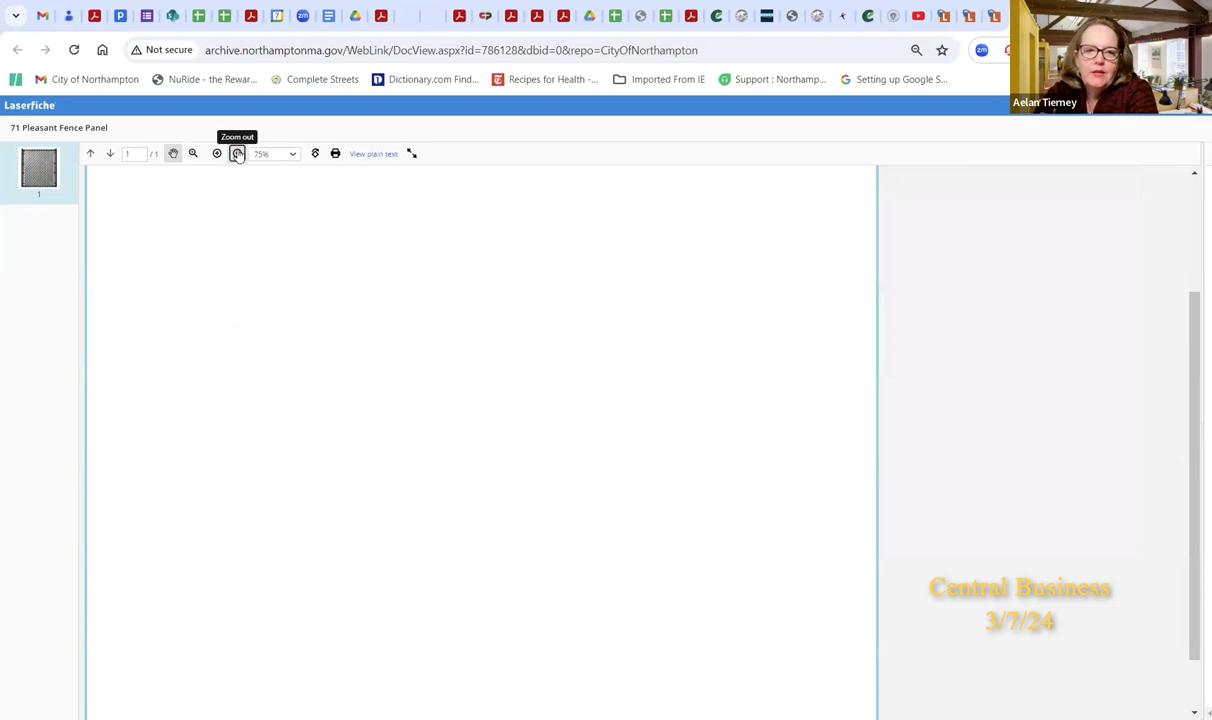 Not secure
archive.northamptonma.gov/WebLink/DocView.aspx?id=786128&dbid=0&repo=CityOfNorthampton
City of Northampton
NuRide - the Rewar...
Complete Streets
Dictionary.com Find...
Recipes for Health -...
Imported From IE
Support : Northamp...
Setting up Google S...
Aelan Tierney
Laserfiche
71 Pleasant Fence Panel
Zoom out
1 / 1
75%
View plain text
1
Central Business
3/7/24